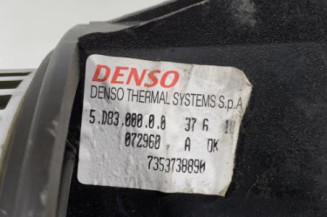 DENSO
DENSO THERMAL SYSTEMS S.p.A
5.D83.000.0.0 37 6
072960. A OK
7353738890